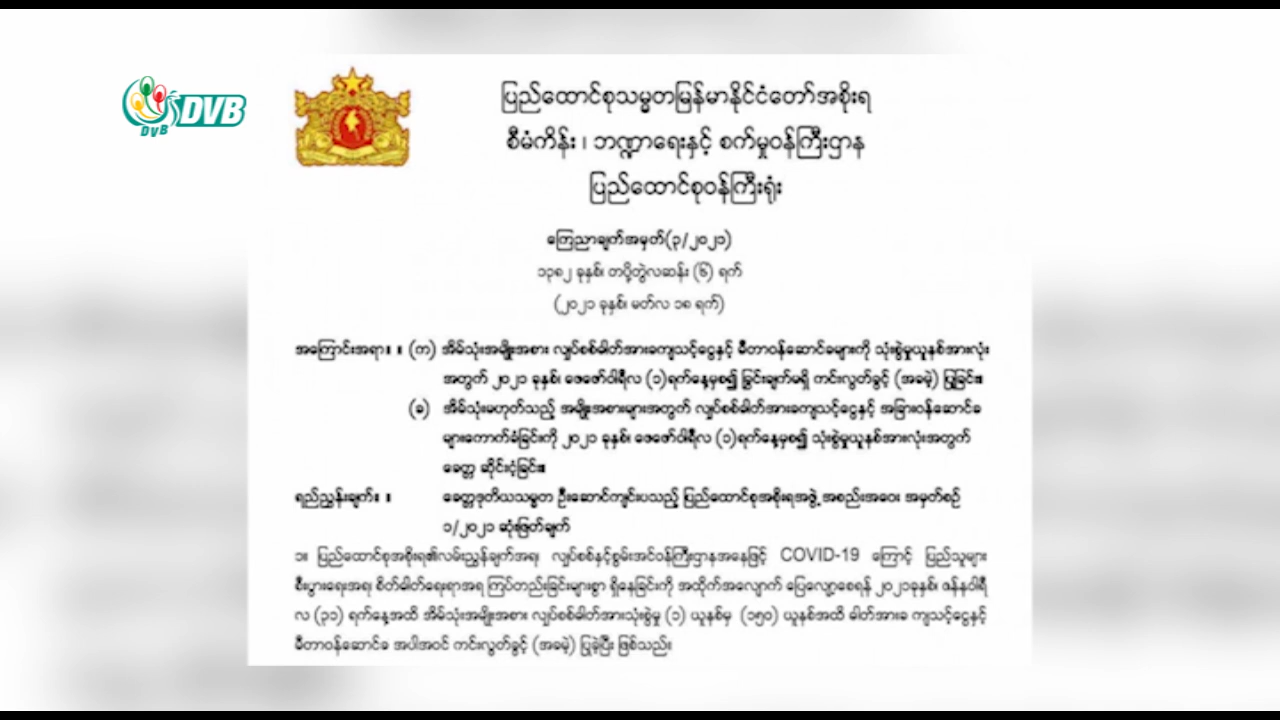 DVB
DVB
ပြည်ထောင်စုသမ္မတမြန်မာနိုင်ငံတော်အစိုးရ
စီမံကိန်း၊ ဘဏ္ဍာရေးနှင့် စက်မှုဝန်ကြီးဌာန
ပြည်ထောင်စုဝန်ကြီးရုံး
ကြေညာချက်အမှတ်(၃/၂၀၂၁)
၁၃၈၂ ခုနှစ်၊ တပို့တွဲလဆန်း (၆) ရက်
(၂၀၂၁ ခုနှစ်၊ မတ်လ ၁၈ ရက်)
အကြောင်းအရာ။ ။ (က) အိမ်သုံးအမျိုးအစား လျှပ်စစ်ဓါတ်အားခကျသင့်ငွေနှင့် မီတာဝန်ဆောင်ခများကို သုံးစွဲမှုယူနစ်အားလုံး
အတွက် ၂၀၂၁ ခုနှစ်၊ ဖေဖော်ဝါရီလ (၁)ရက်နေ့မှစ၍ ခြွင်းချက်မရှိ ကင်းလွတ်ခွင့် (အခမဲ့) ပြုခြင်း။
(ခ) အိမ်သုံးမဟုတ်သည့် အမျိုးအစားများအတွက် လျှပ်စစ်ဓါတ်အားခကျသင့်ငွေနှင့် အခြားဝန်ဆောင်ခ
များကောက်ခံခြင်းကို ၂၀၂၁ ခုနှစ်၊ ဖေဖော်ဝါရီလ (၁)ရက်နေ့မှစ၍ သုံးစွဲမှုယူနစ်အားလုံးအတွက်
ခေတ္တ ဆိုင်းငံ့ခြင်း။
ရည်ညွှန်းချက်။ ။ ခေတ္တဒုတိယသမ္မတ ဦးဆောင်ကျင်းပသည့် ပြည်ထောင်စုအစိုးရအဖွဲ့ အစည်းအဝေး အမှတ်စဉ်
၁/၂၀၂၁ ဆုံးဖြတ်ချက်
၁။ ပြည်ထောင်စုအစိုးရ၏လမ်းညွှန်ချက်အရ၊ လျှပ်စစ်နှင့်စွမ်းအင်ဝန်ကြီးဌာနအနေဖြင့် COVID-19 ကြောင့် ပြည်သူများ
စီးပွားရေးအရ၊ စိတ်ဓါတ်ရေးရာအရ ကြပ်တည်းခြင်းများစွာ ရှိနေခြင်းကို အထိုက်အလျောက် ပြေလျော့စေရန် ၂၀၂၁ခုနှစ်၊ ဇန်နဝါရီ
လ (၃၁) ရက်နေ့အထိ အိမ်သုံးအမျိုးအစား လျှပ်စစ်ဓါတ်အားသုံးစွဲမှု (၁) ယူနစ်မှ (၁၅၀) ယူနစ်အထိ ဓါတ်အားခ ကျသင့်ငွေနှင့်
မီတာဝန်ဆောင်ခ အပါအဝင် ကင်းလွတ်ခွင့် (အခမဲ့) ပြုခဲ့ပြီး ဖြစ်သည်။